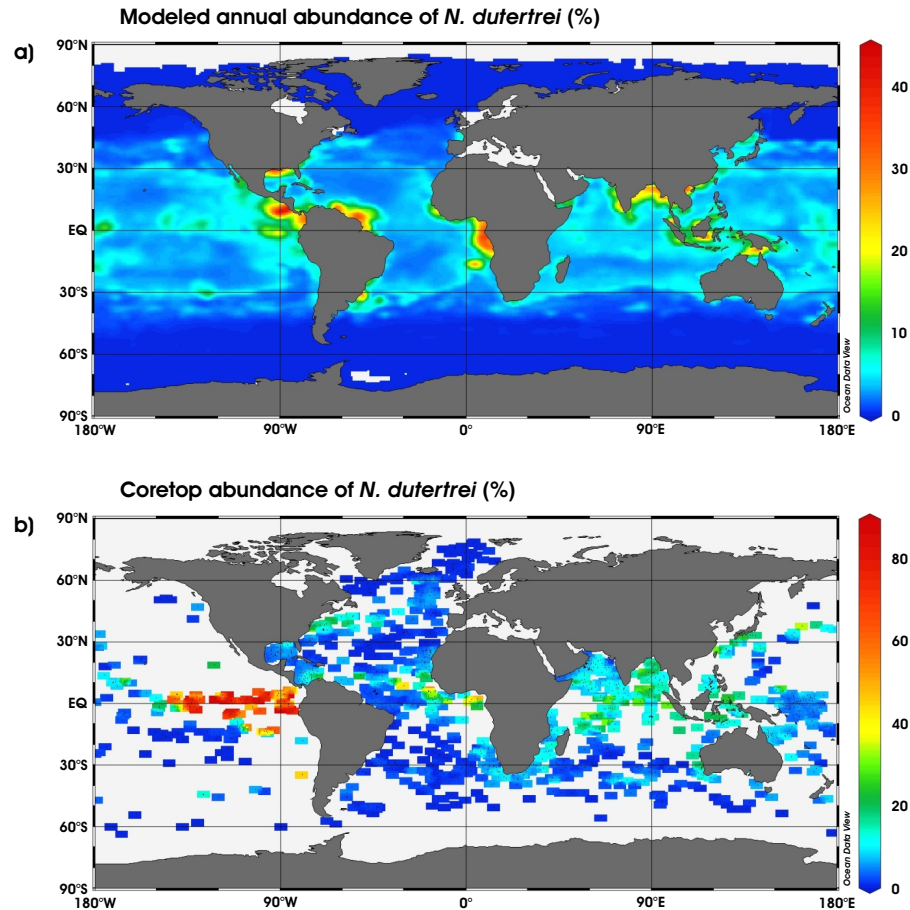 Modeled annual abundance of N. dutertrei (%)
a)
90°N
60°N
30°N
EQ
30°S
60°S
90°S
180°W
90°W
0°
90°E
180°E
Ocean Data View
40
30
20
10
0
Coretop abundance of N. dutertrei (%)
b)
90°N
60°N
30°N
EQ
30°S
60°S
90°S
180°W
90°W
0°
90°E
180°E
Ocean Data View
80
60
40
20
0